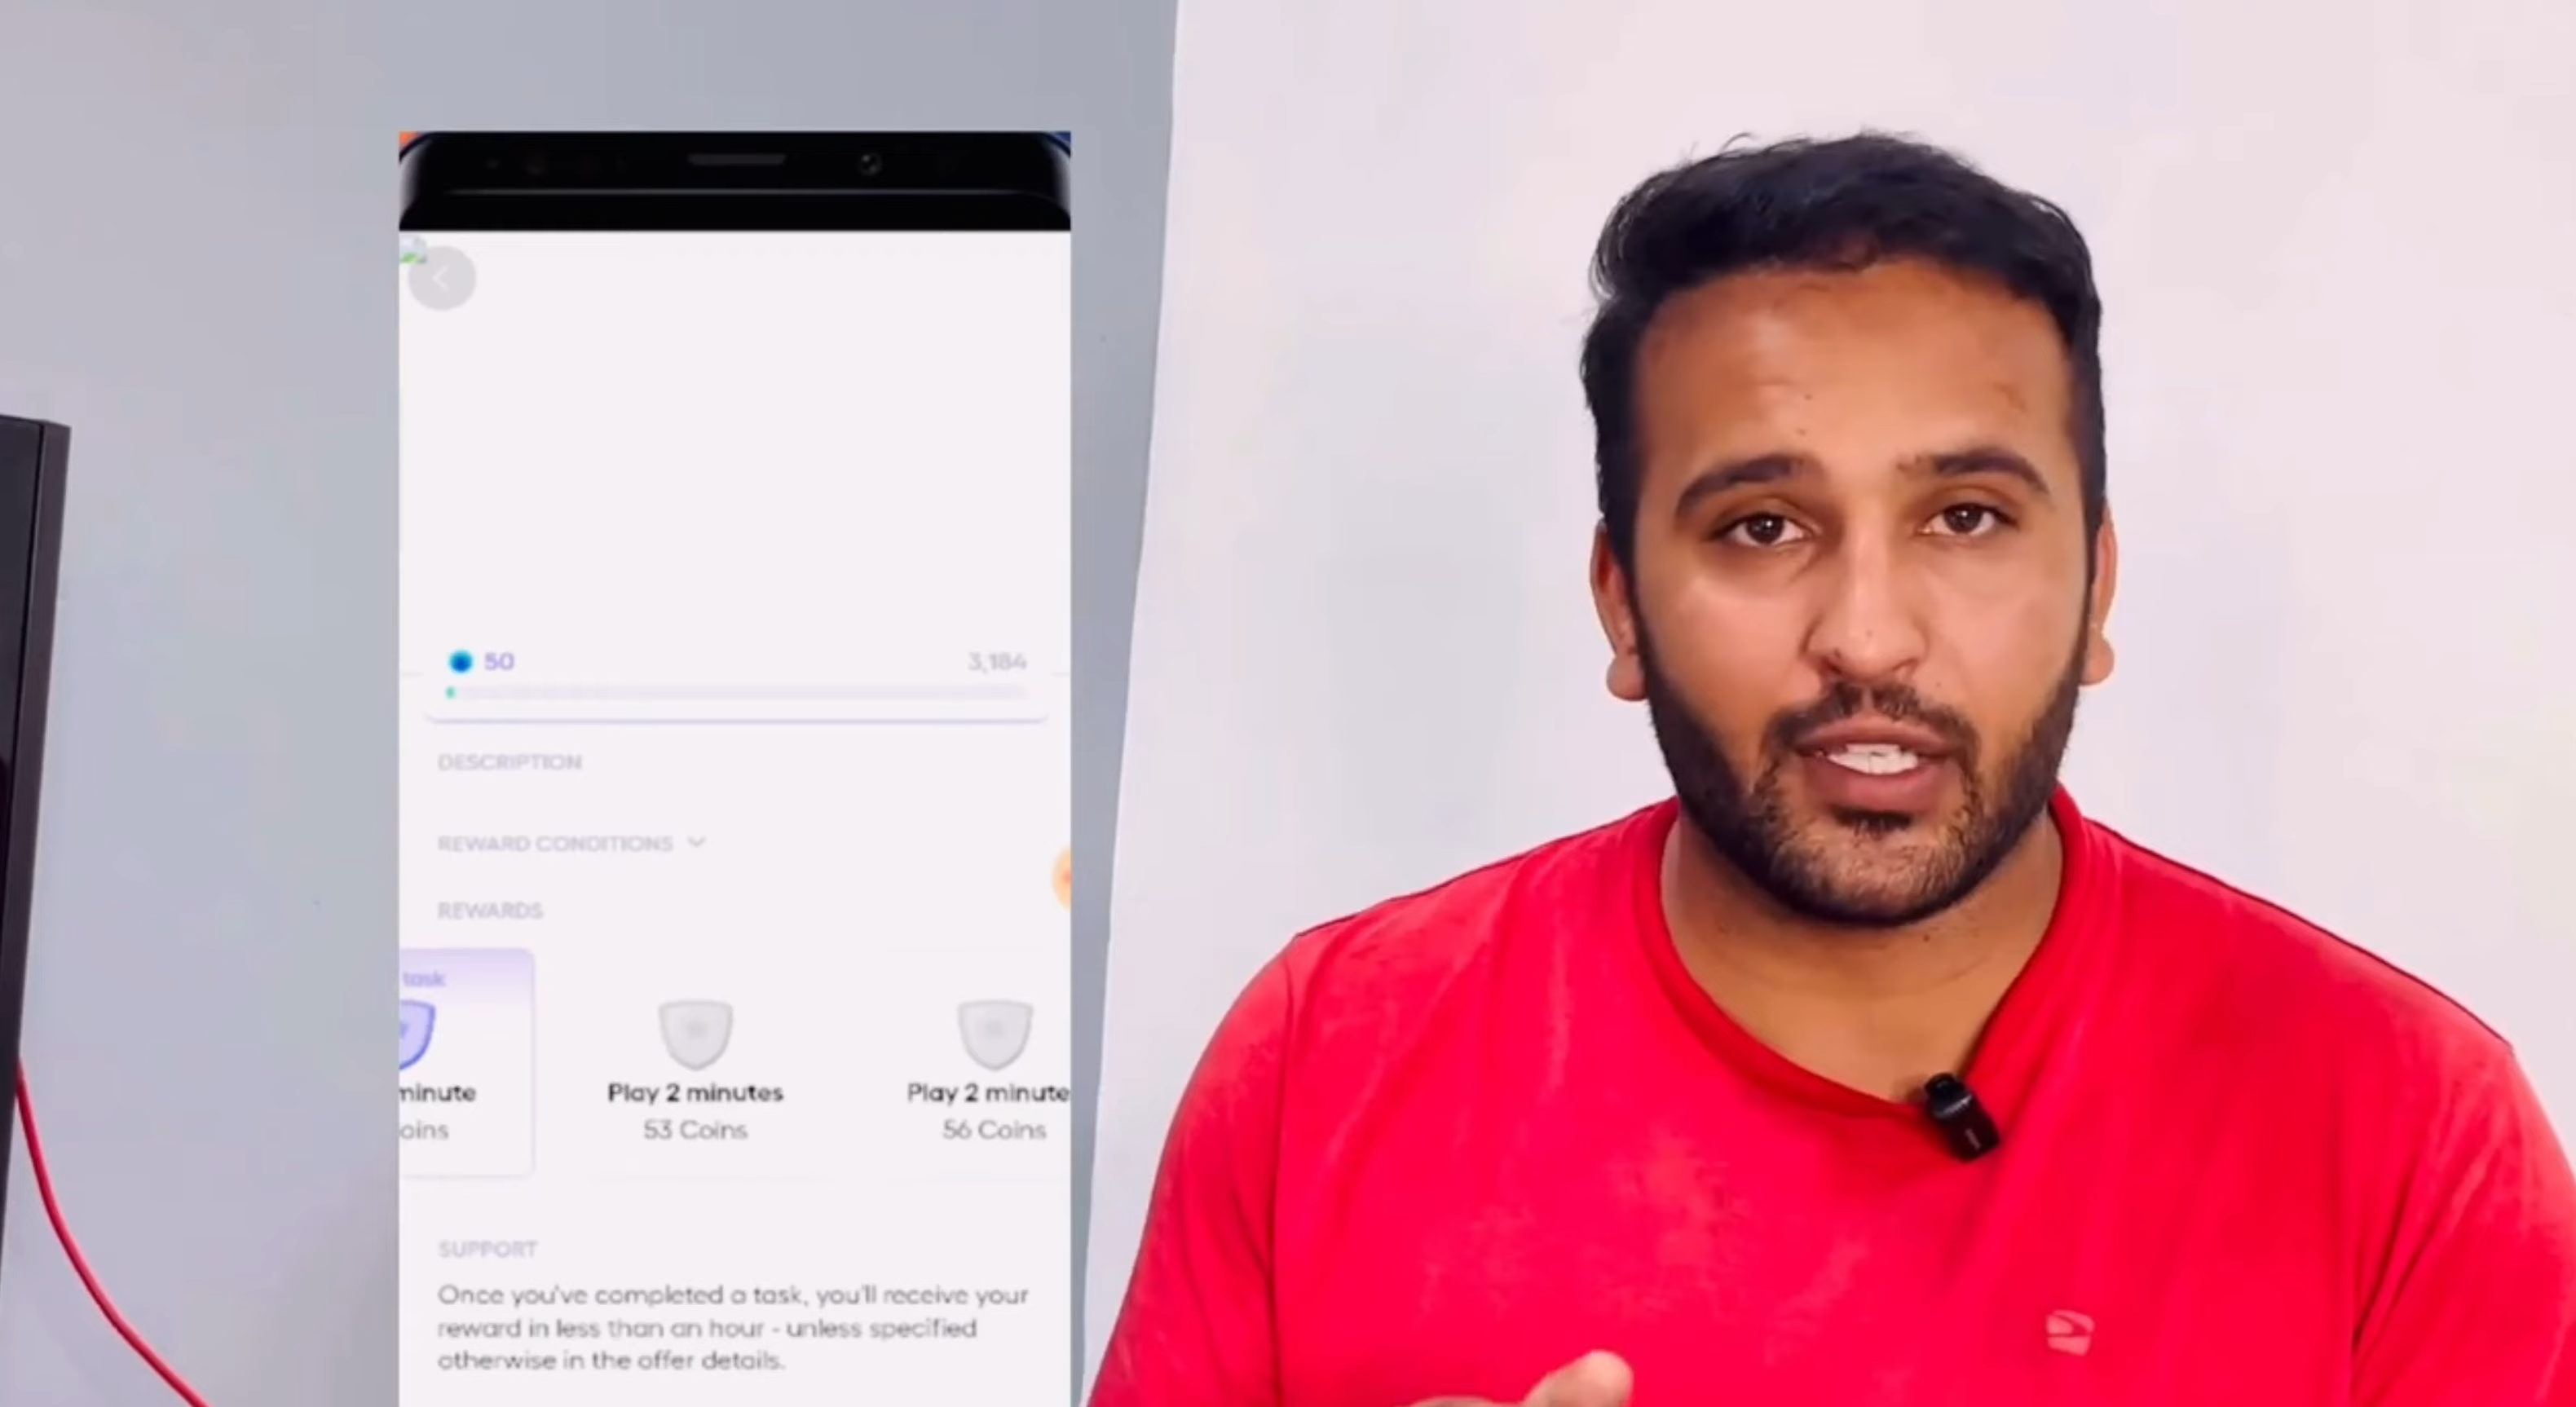 50
3,184
DESCRIPTION
REWARD CONDITIONS
REWARDS
task
minute
Play 2 minutes
Play 2 minute
oins
53 Coins
56 Coins
SUPPORT
Once you've completed a task, you'll receive your
reward in less than an hour - unless specified
otherwise in the offer details.